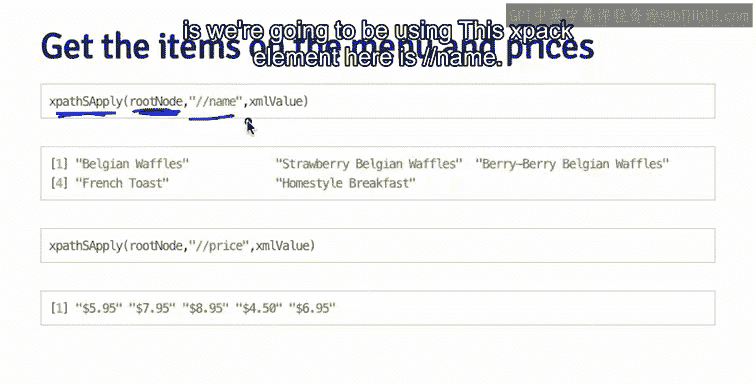 is we're going to be using This xpack
element here is //name.
Get the items on the menu and prices
xpathSApply(rootNode,"//name",xmlValue)
[1] "Belgian Waffles" "Strawberry Belgian Waffles" "Berry-Berry Belgian Waffles"
[4] "French Toast" "Homestyle Breakfast"
xpathSApply(rootNode,"//price",xmlValue)
[1] "$5.95" "$7.95" "$8.95" "$4.50" "$6.95"